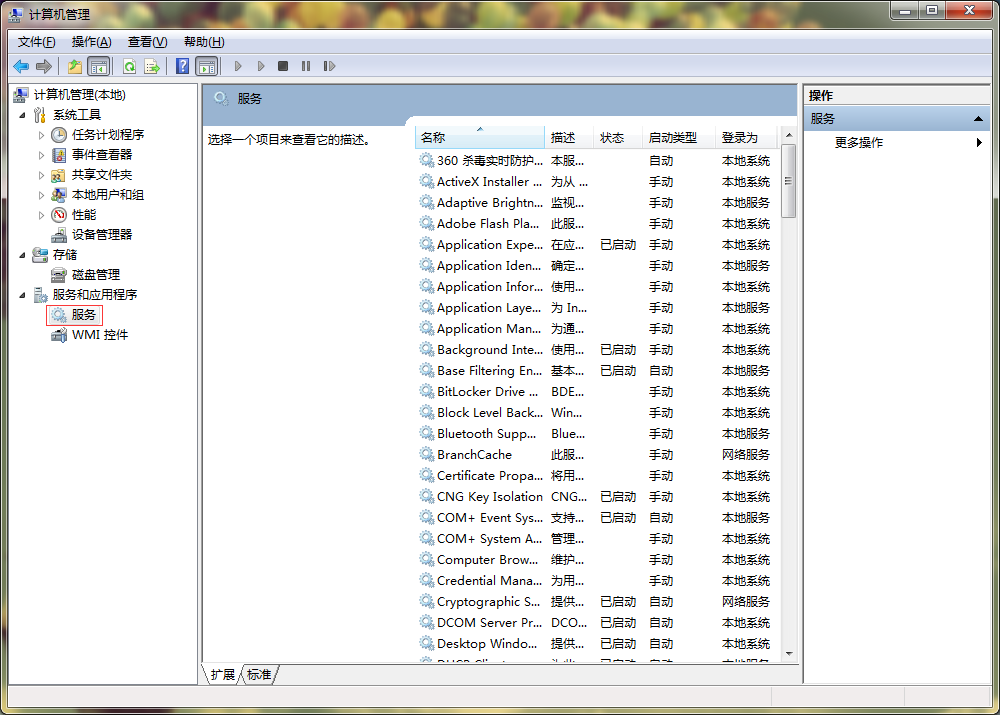 计算机管理
文件(F) 操作(A) 查看(V) 帮助(H)
计算机管理(本地)
系统工具
任务计划程序
事件查看器
共享文件夹
本地用户和组
性能
设备管理器
存储
磁盘管理
服务和应用程序
服务
WMI 控件
服务
选择一个项目来查看它的描述。
名称 描述 状态 启动类型 登录为
360 杀毒实时防护... 本服... 自动 本地系统
ActiveX Installer ... 为从 ... 手动 本地系统
Adaptive Brightn... 监视... 手动 本地服务
Adobe Flash Pla... 此服... 手动 本地系统
Application Expe... 在应... 已启动 手动 本地系统
Application Iden... 确定... 手动 本地服务
Application Infor... 使用... 手动 本地系统
Application Laye... 为 In... 手动 本地服务
Application Man... 为通... 手动 本地系统
Background Inte... 使用... 已启动 手动 本地系统
Base Filtering En... 基本... 已启动 自动 本地服务
BitLocker Drive ... BDE... 手动 本地系统
Block Level Back... Win... 手动 本地系统
Bluetooth Supp... Blue... 手动 本地服务
BranchCache 此服... 手动 网络服务
Certificate Propa... 将用... 手动 本地系统
CNG Key Isolation CNG... 已启动 手动 本地系统
COM+ Event Sys... 支持... 已启动 自动 本地服务
COM+ System A... 管理... 手动 本地系统
Computer Brow... 维护... 手动 本地系统
Credential Mana... 为用... 手动 本地系统
Cryptographic S... 提供... 已启动 自动 网络服务
DCOM Server Pr... DCO... 已启动 自动 本地系统
Desktop Windo... 提供... 已启动 自动 本地系统
扩展 标准
操作
服务
更多操作